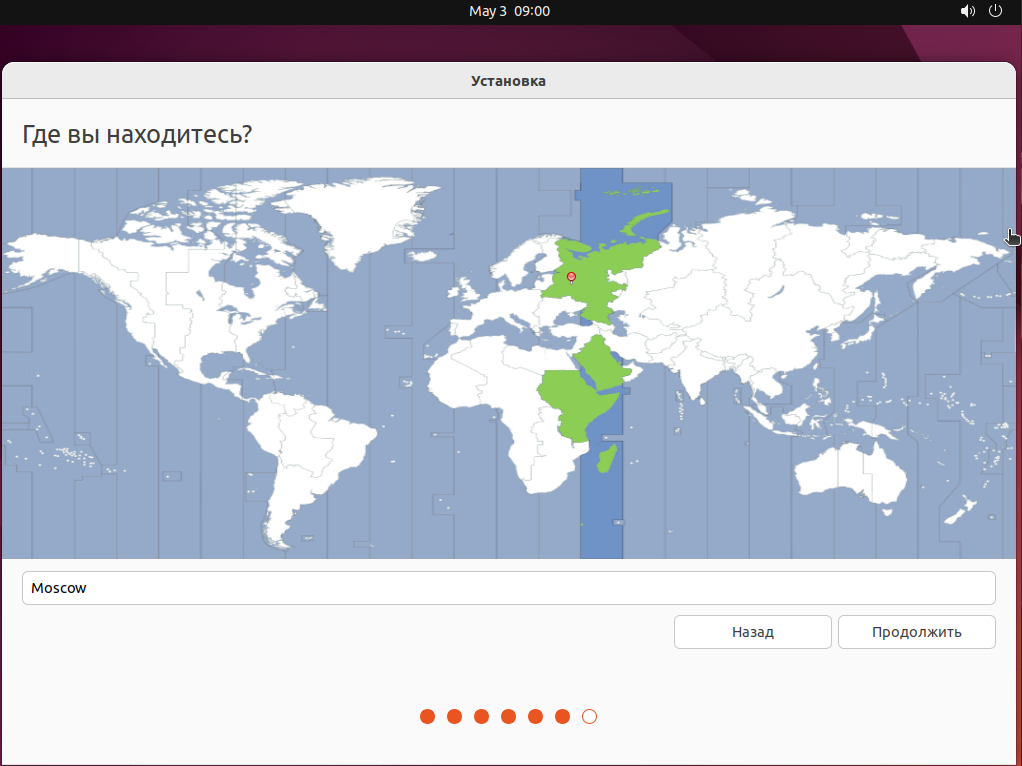 May 3 09:00
Установка
Где вы находитесь?
Moscow
Назад
Продолжить